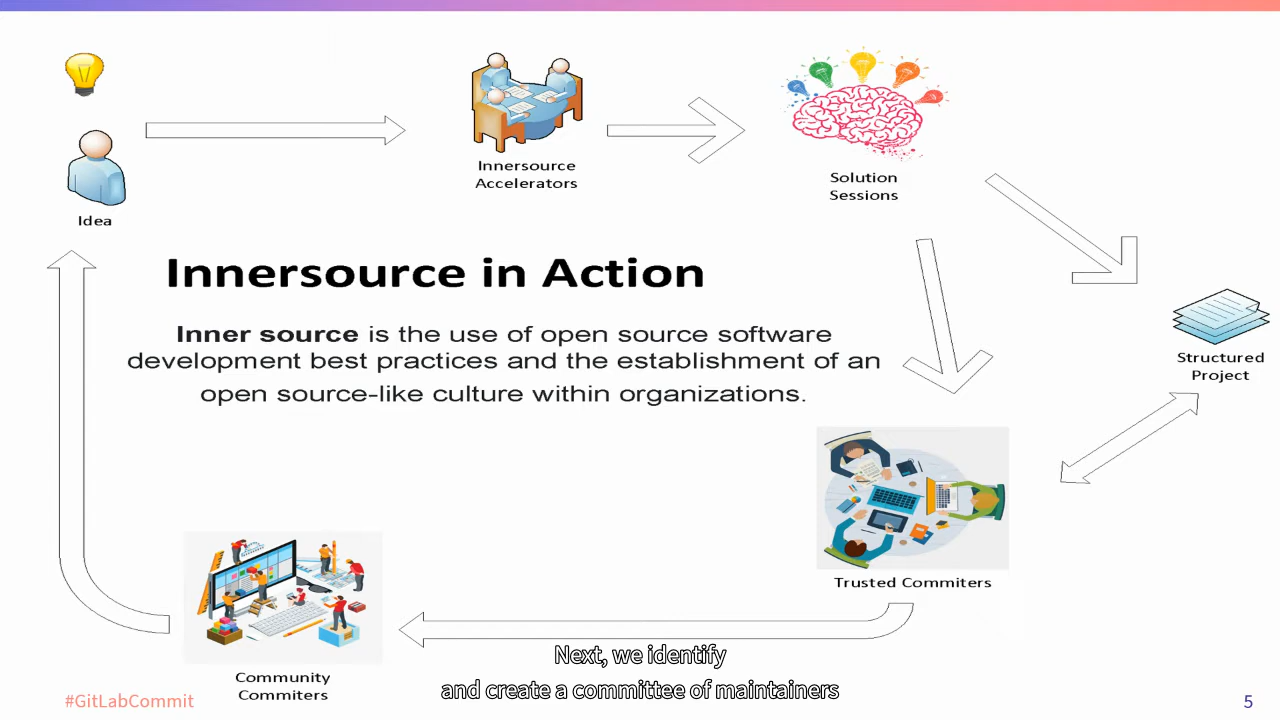 Idea
Innersource
Accelerators
Solution
Sessions
Innersource in Action
Inner source is the use of open source software
development best practices and the establishment of an
open source-like culture within organizations.
Structured
Project
Trusted Commiters
Community
Commiters
Next, we identify
and create a committee of maintainers
#GitLabCommit
5